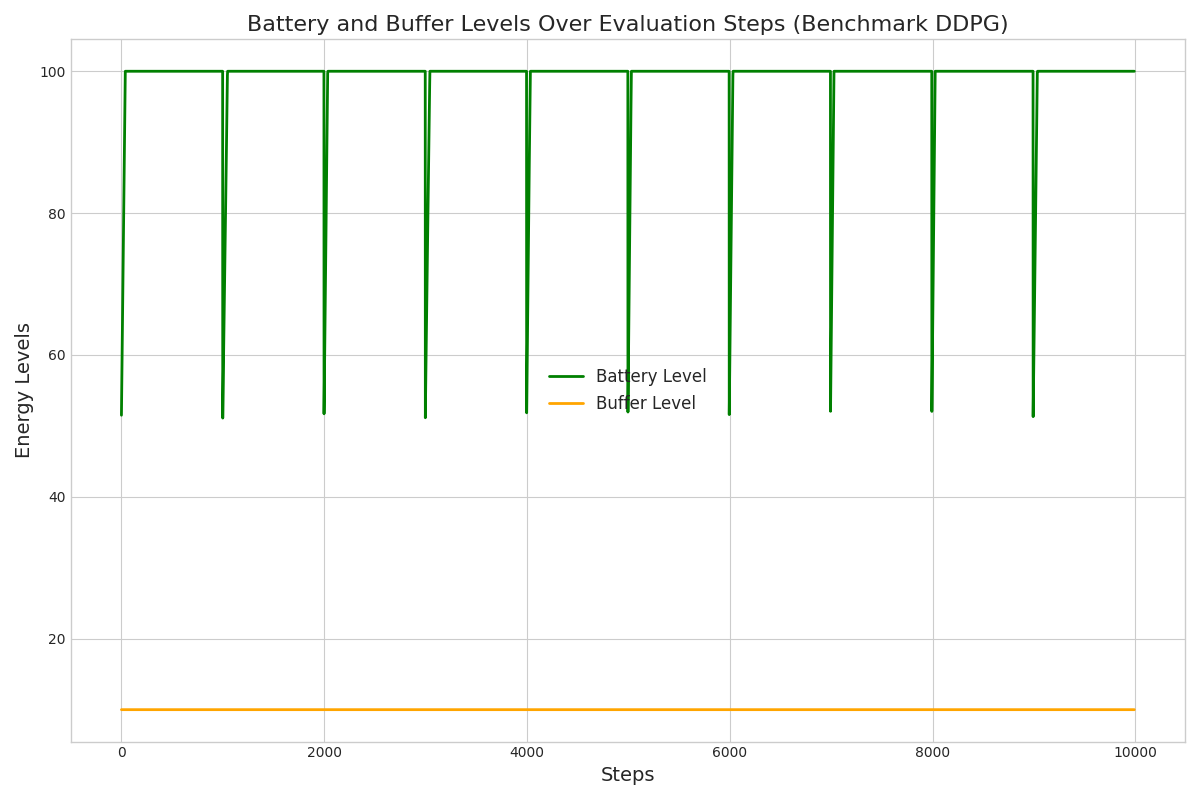 Battery and Buffer Levels Over Evaluation Steps (Benchmark DDPG)
Energy Levels
100
80
60
40
20
Battery Level
Buffer Level
0
2000
4000
6000
8000
10000
Steps